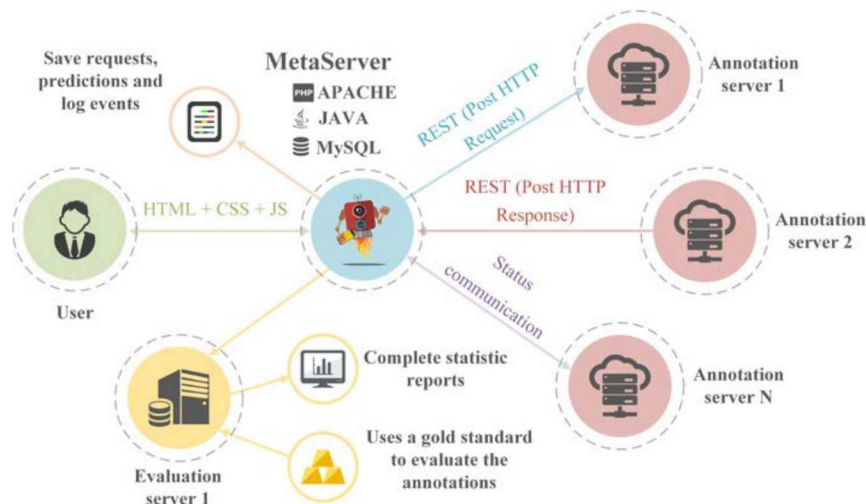 Save requests,
predictions and
log events
MetaServer
PHP APACHE
JAVA
MySQL
REST (Post HTTP
Request)
Annotation
server 1
HTML + CSS + JS
REST (Post HTTP
Response)
Annotation
server 2
User
Status
communication
Complete statistic
reports
Annotation
server N
Uses a gold standard
to evaluate the
annotations
Evaluation
server 1